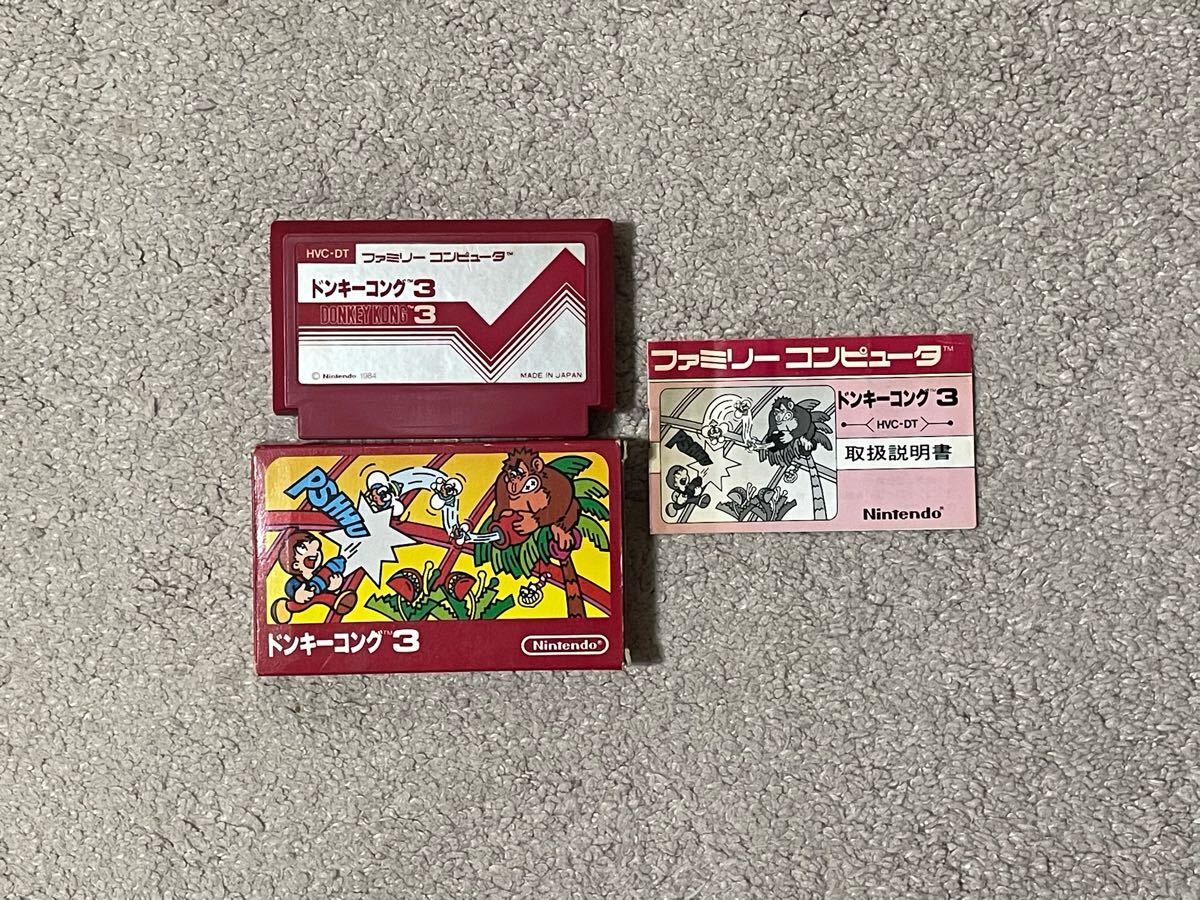 HVC-DT ファミリー コンピュータ™
ドンキーコング™3
DONKEY KONG™3
© Nintendo 1984
MADE IN JAPAN
PSHHU
ドンキーコング™3
Nintendo®
ファミリー コンピュータ™
ドンキーコング™3
HVC-DT
取扱説明書
Nintendo®